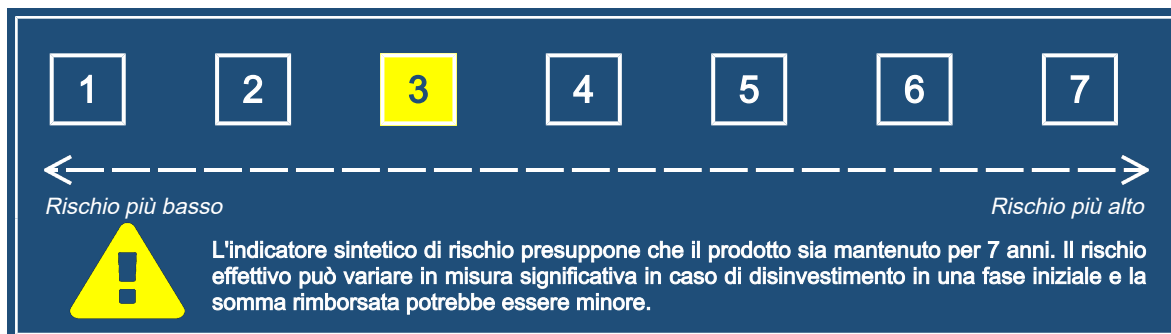 1 2 3 4 5 6 7
Rischio più basso Rischio più alto
L'indicatore sintetico di rischio presuppone che il prodotto sia mantenuto per 7 anni. Il rischio
effettivo può variare in misura significativa in caso di disinvestimento in una fase iniziale e la
somma rimborsata potrebbe essere minore.